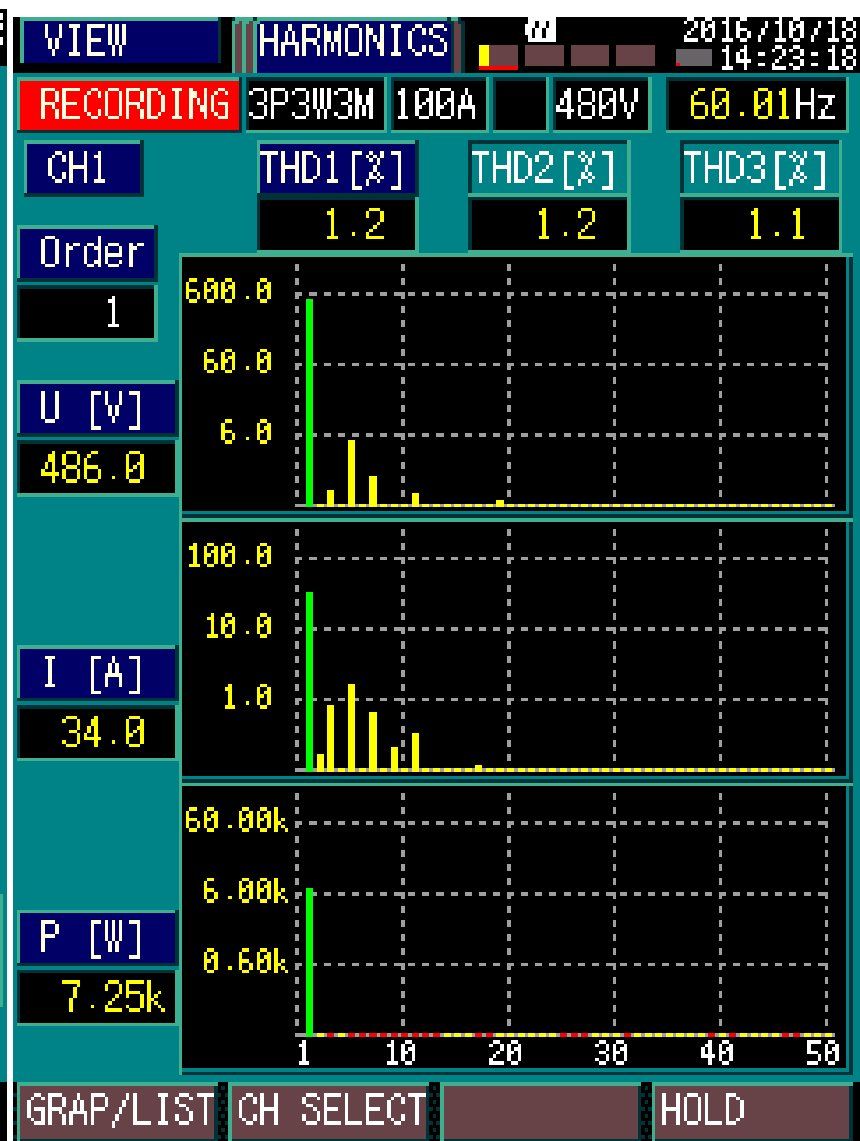 VIEW HARMONICS 2016/10/18
14:23:18
RECORDING 3P3W3M 100A 480V 60.01Hz
CH1 THD1[%] THD2[%] THD3[%]
1.2 1.2 1.1
Order
1
600.0
60.0
6.0
U [V]
486.0
100.0
10.0
1.0
I [A]
34.0
60.00k
6.00k
0.60k
P [W]
7.25k
1 10 20 30 40 50
GRAP/LIST CH SELECT HOLD